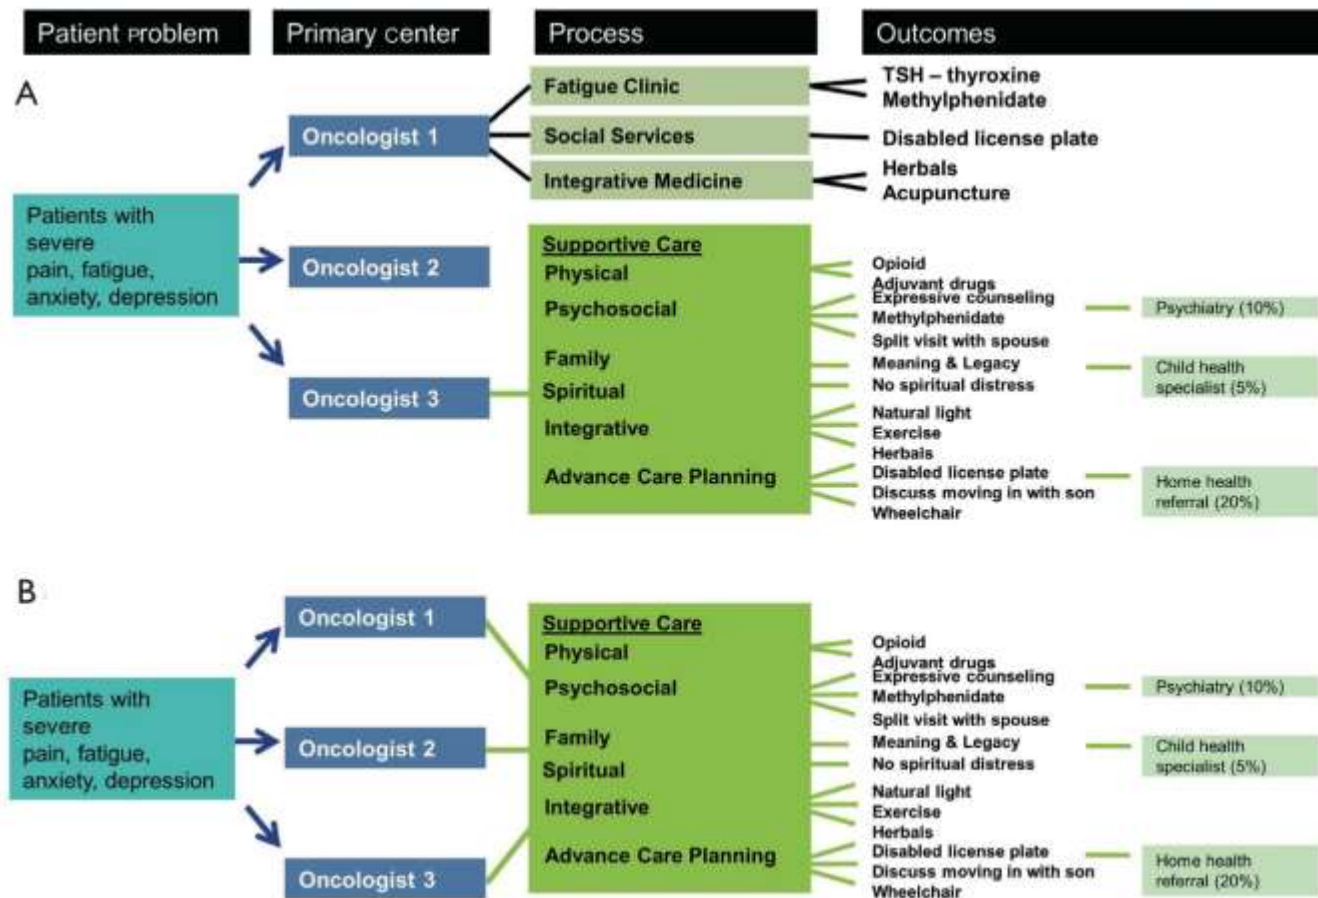 Patient Problem
Primary Center
Process
Outcomes
A
Patients with
severe
pain, fatigue,
anxiety, depression
Oncologist 1
Oncologist 2
Oncologist 3
Fatigue Clinic
Social Services
Integrative Medicine
TSH – thyroxine
Methylphenidate
Disabled license plate
Herbals
Acupuncture
Supportive Care
Physical
Psychosocial
Family
Spiritual
Integrative
Advance Care Planning
Opioid
Adjuvant drugs
Expressive counseling
Methylphenidate
Split visit with spouse
Meaning & Legacy
No spiritual distress
Natural light
Exercise
Herbals
Disabled license plate
Discuss moving in with son
Wheelchair
Psychiatry (10%)
Child health
specialist (5%)
Home health
referral (20%)
B
Patients with
severe
pain, fatigue,
anxiety, depression
Oncologist 1
Oncologist 2
Oncologist 3
Supportive Care
Physical
Psychosocial
Family
Spiritual
Integrative
Advance Care Planning
Opioid
Adjuvant drugs
Expressive counseling
Methylphenidate
Split visit with spouse
Meaning & Legacy
No spiritual distress
Natural light
Exercise
Herbals
Disabled license plate
Discuss moving in with son
Wheelchair
Psychiatry (10%)
Child health
specialist (5%)
Home health
referral (20%)